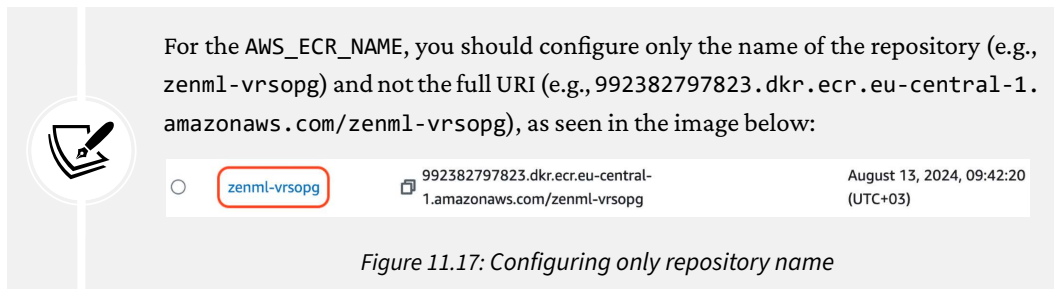 For the AWS_ECR_NAME, you should configure only the name of the repository (e.g.,
zenml-vrsopg) and not the full URI (e.g., 992382797823.dkr.ecr.eu-central-1.
amazonaws.com/zenml-vrsopg), as seen in the image below:
zenml-vrsopg
992382797823.dkr.ecr.eu-central-
1.amazonaws.com/zenml-vrsopg
August 13, 2024, 09:42:20
(UTC+03)
Figure 11.17: Configuring only repository name